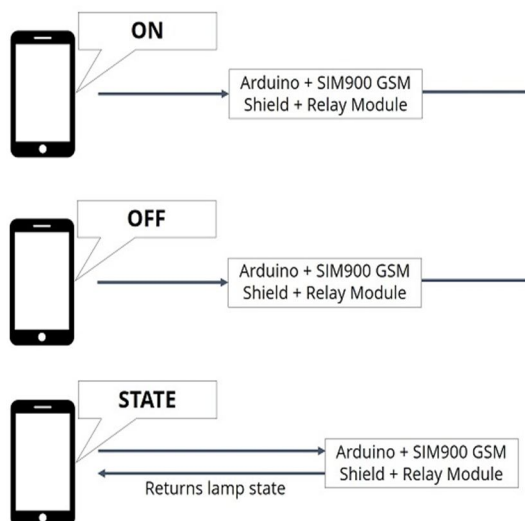 ON
Arduino + SIM900 GSM
Shield + Relay Module
OFF
Arduino + SIM900 GSM
Shield + Relay Module
STATE
Arduino + SIM900 GSM
Shield + Relay Module
Returns lamp state